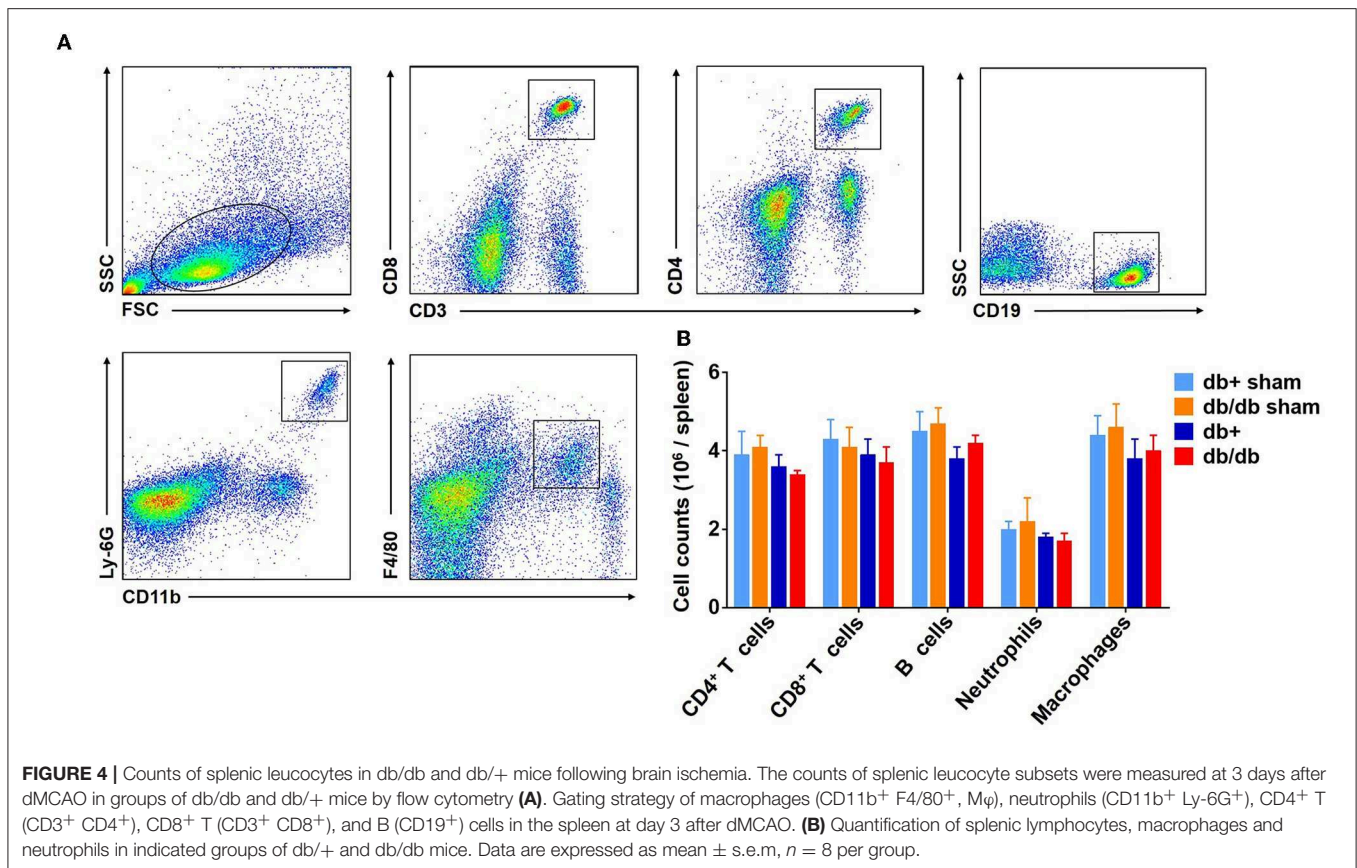 A
SSC
FSC
CD8
CD3
CD4
SSC
CD19
Ly-6G
CD11b
F4/80
B
Cell counts (10⁶ / spleen)
6
4
2
0
CD4⁺ T cells
CD8⁺ T cells
B cells
Neutrophils
Macrophages
db+ sham
db/db sham
db+
db/db
FIGURE 4 | Counts of splenic leucocytes in db/db and db/+ mice following brain ischemia. The counts of splenic leucocyte subsets were measured at 3 days after
dMCAO in groups of db/db and db/+ mice by flow cytometry (A). Gating strategy of macrophages (CD11b⁺ F4/80⁺, Mφ), neutrophils (CD11b⁺ Ly-6G⁺), CD4⁺ T
(CD3⁺ CD4⁺), CD8⁺ T (CD3⁺ CD8⁺), and B (CD19⁺) cells in the spleen at day 3 after dMCAO. (B) Quantification of splenic lymphocytes, macrophages and
neutrophils in indicated groups of db/+ and db/db mice. Data are expressed as mean ± s.e.m, n = 8 per group.